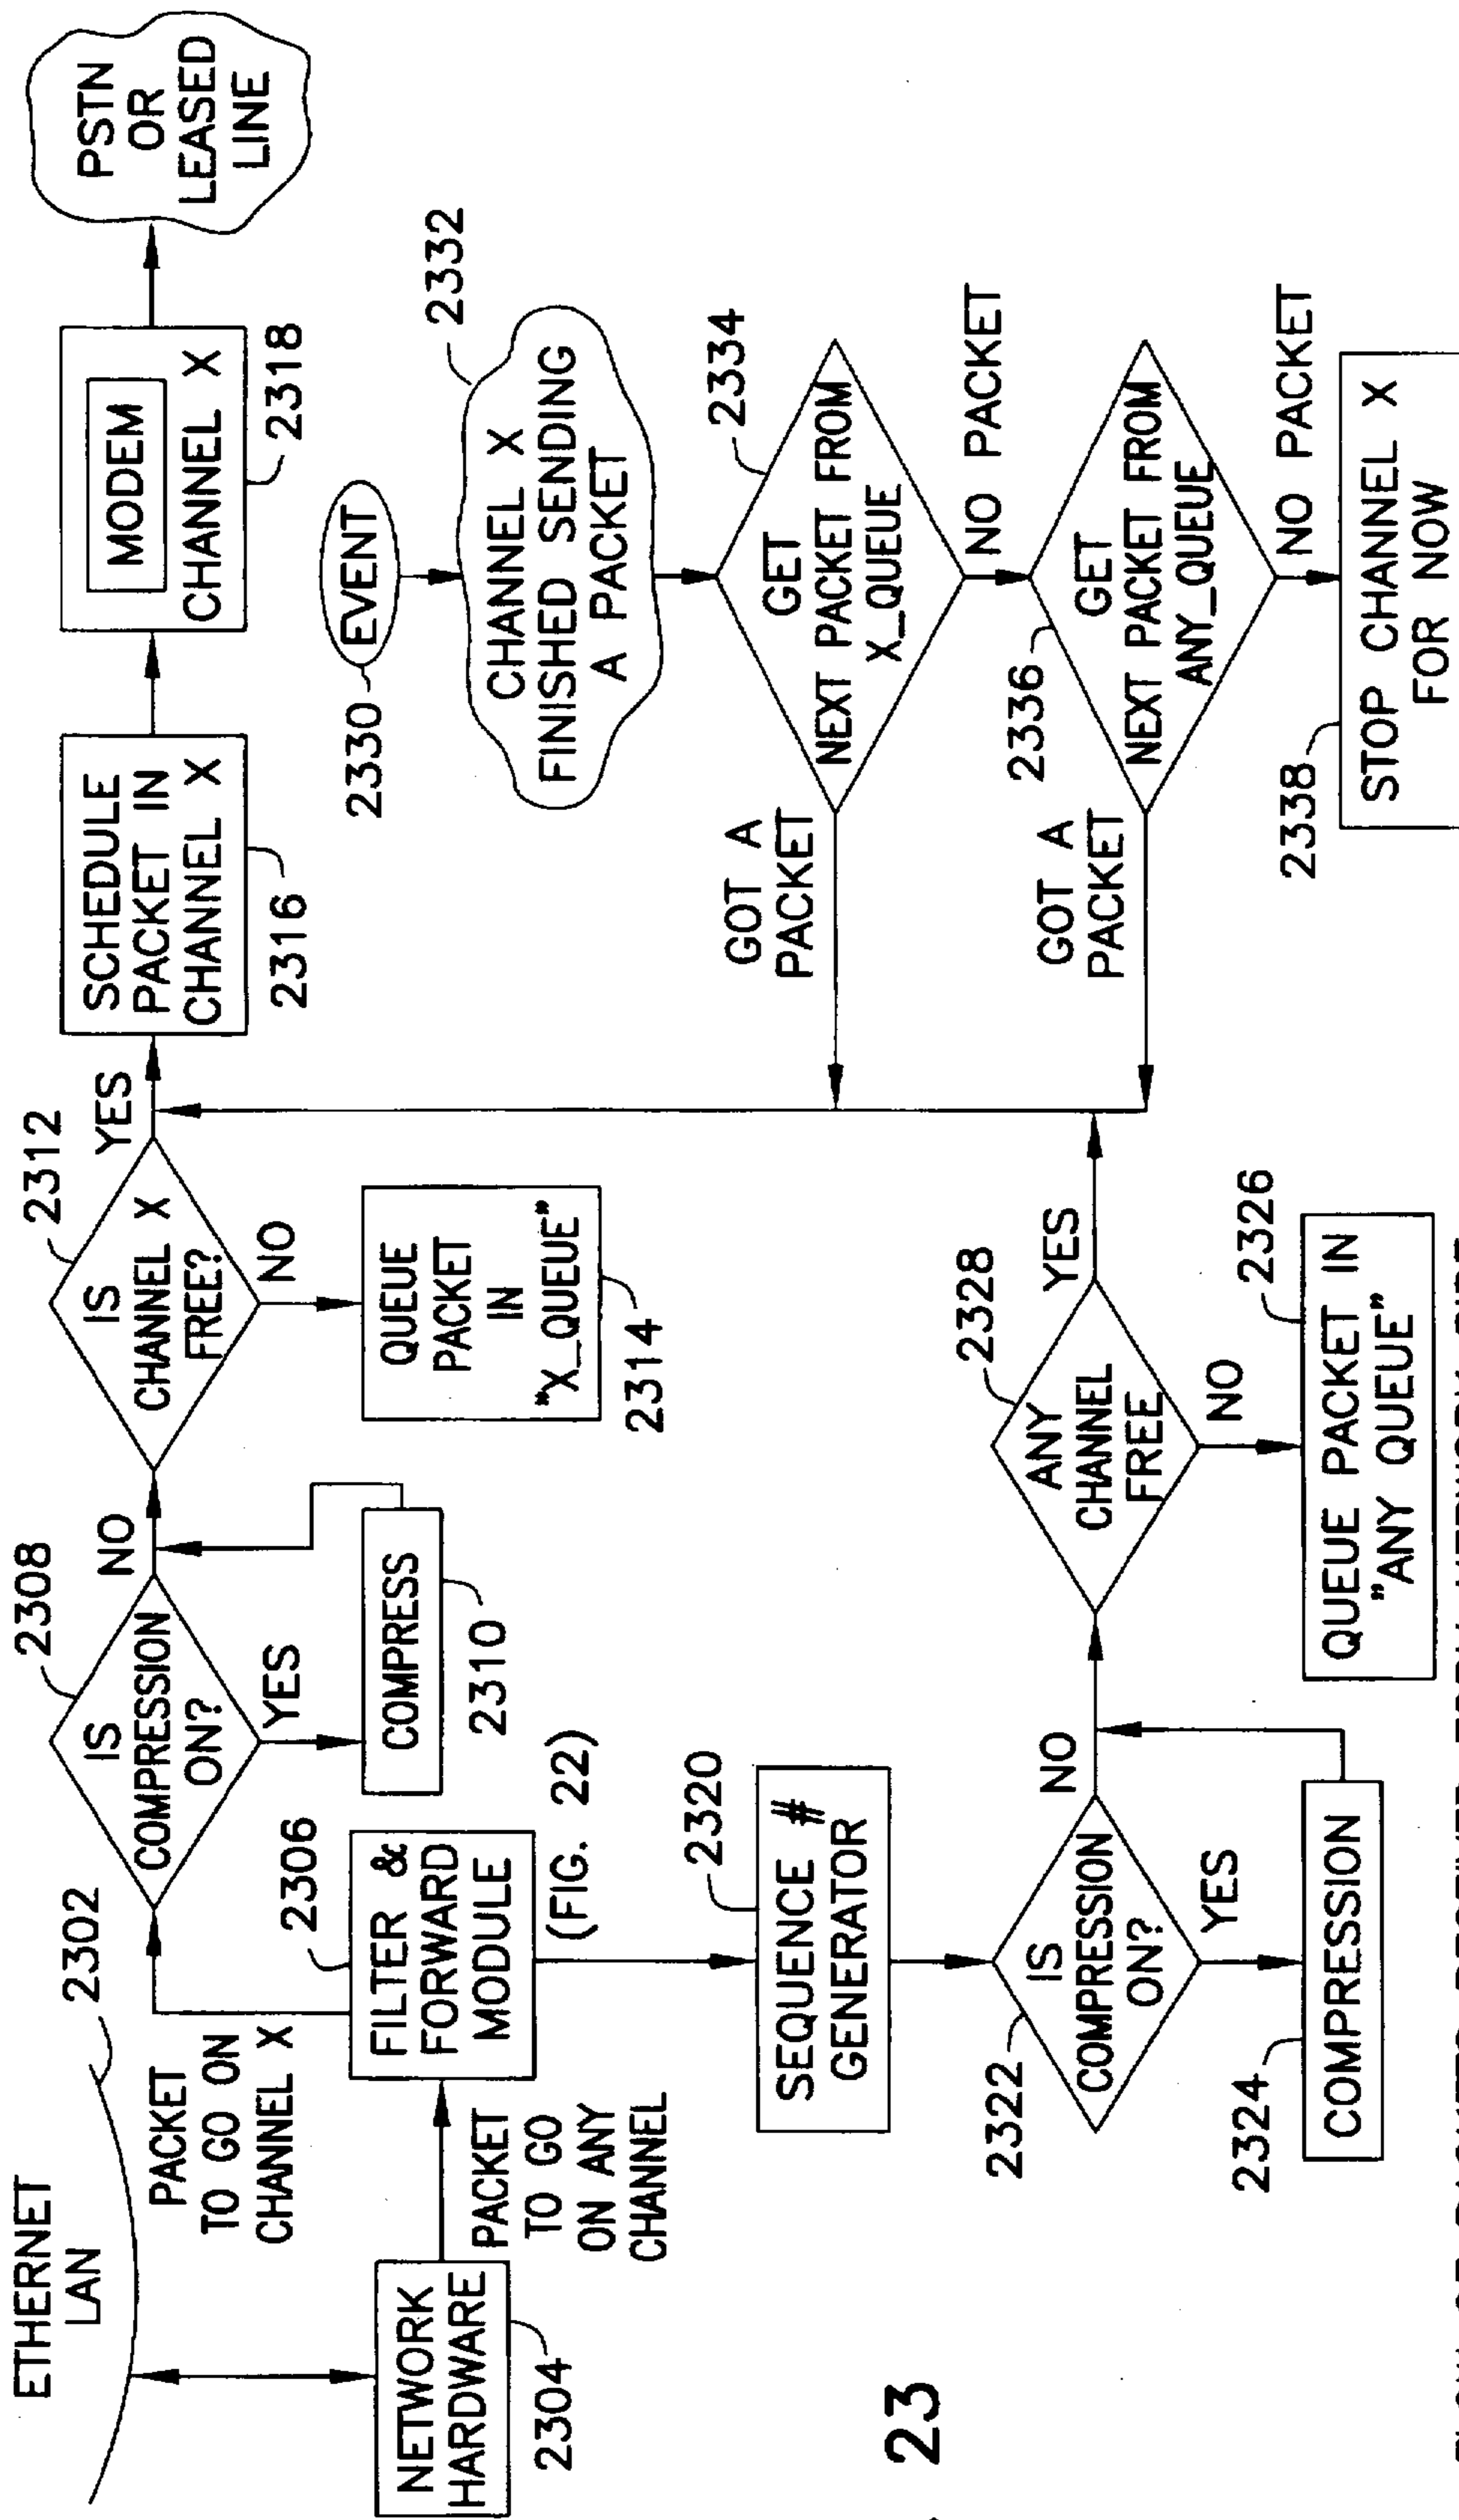 ETHERNET
LAN
2302
NETWORK
HARDWARE
2304
PACKET
TO GO ON
CHANNEL X
PACKET
TO GO
ON ANY
CHANNEL
FILTER &
FORWARD
MODULE
2306
(FIG. 22)
IS
COMPRESSION
ON?
2308
NO
YES
COMPRESS
2310
IS
CHANNEL X
FREE?
2312
YES
NO
QUEUE
PACKET
IN
"X_QUEUE"
2314
SCHEDULE
PACKET IN
CHANNEL X
2316
MODEM
CHANNEL X
2318
PSTN
OR
LEASED
LINE
SEQUENCE #
GENERATOR
2320
IS
COMPRESSION
ON?
2322
NO
YES
COMPRESSION
2324
ANY
CHANNEL
FREE
2328
YES
NO
QUEUE PACKET IN
"ANY QUEUE"
2326
EVENT
2330
CHANNEL X
FINISHED SENDING
A PACKET
2332
GET
NEXT PACKET FROM
X_QUEUE
2334
GOT A
PACKET
NO PACKET
GET
NEXT PACKET FROM
ANY_QUEUE
2336
GOT A
PACKET
NO PACKET
STOP CHANNEL X
FOR NOW
2338
23